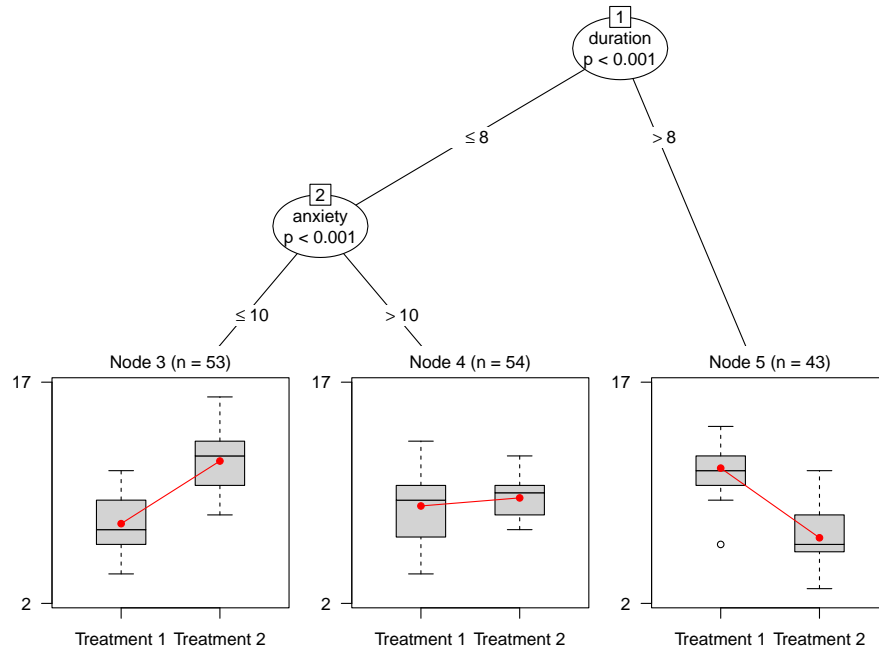 1
duration
p < 0.001
≤ 8
> 8
2
anxiety
p < 0.001
≤ 10
> 10
Node 3 (n = 53)
Node 4 (n = 54)
Node 5 (n = 43)
17
2
Treatment 1 Treatment 2
17
2
Treatment 1 Treatment 2
17
2
Treatment 1 Treatment 2